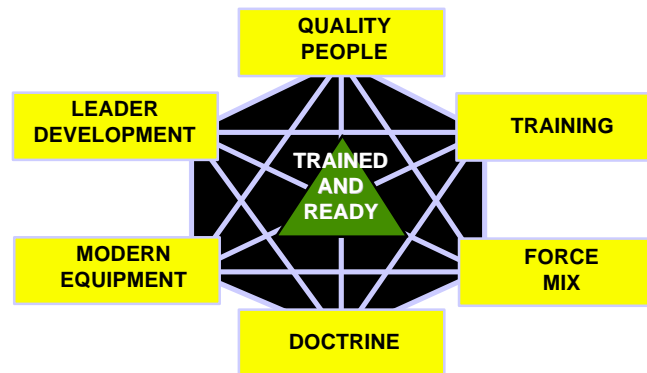 QUALITY
PEOPLE
LEADER
DEVELOPMENT
TRAINING
TRAINED
AND
READY
MODERN
EQUIPMENT
FORCE
MIX
DOCTRINE